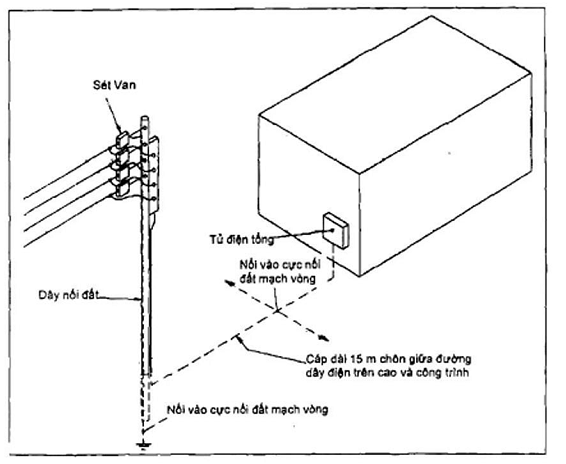 Sét Van
Tủ điện tổng
Nối vào cực nối
đất mạch vòng
Dây nối đất
Cáp dài 15 m chôn giữa đường
dây điện trên cao và công trình
Nối vào cực nối đất mạch vòng